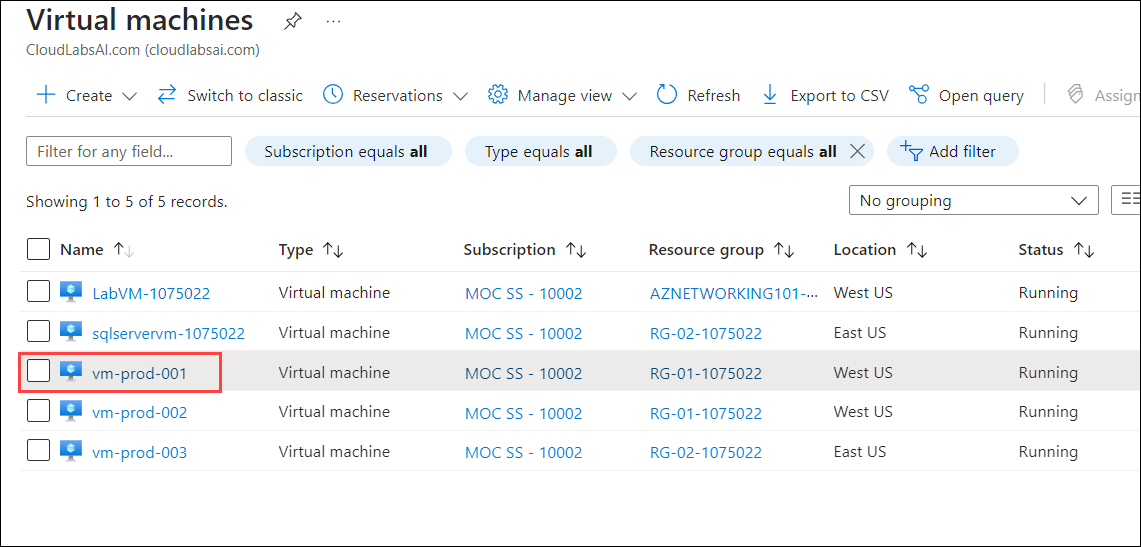 Virtual machines
CloudLabsAI.com (cloudlabsai.com)
Create Switch to classic Reservations Manage view Refresh Export to CSV Open query Assign
Filter for any field... Subscription equals all Type equals all Resource group equals all Add filter
Showing 1 to 5 of 5 records. No grouping
Name Type Subscription Resource group Location Status
LabVM-1075022 Virtual machine MOC SS - 10002 AZNETWORKING101-... West US Running
sqlservervm-1075022 Virtual machine MOC SS - 10002 RG-02-1075022 East US Running
vm-prod-001 Virtual machine MOC SS - 10002 RG-01-1075022 West US Running
vm-prod-002 Virtual machine MOC SS - 10002 RG-01-1075022 West US Running
vm-prod-003 Virtual machine MOC SS - 10002 RG-02-1075022 East US Running